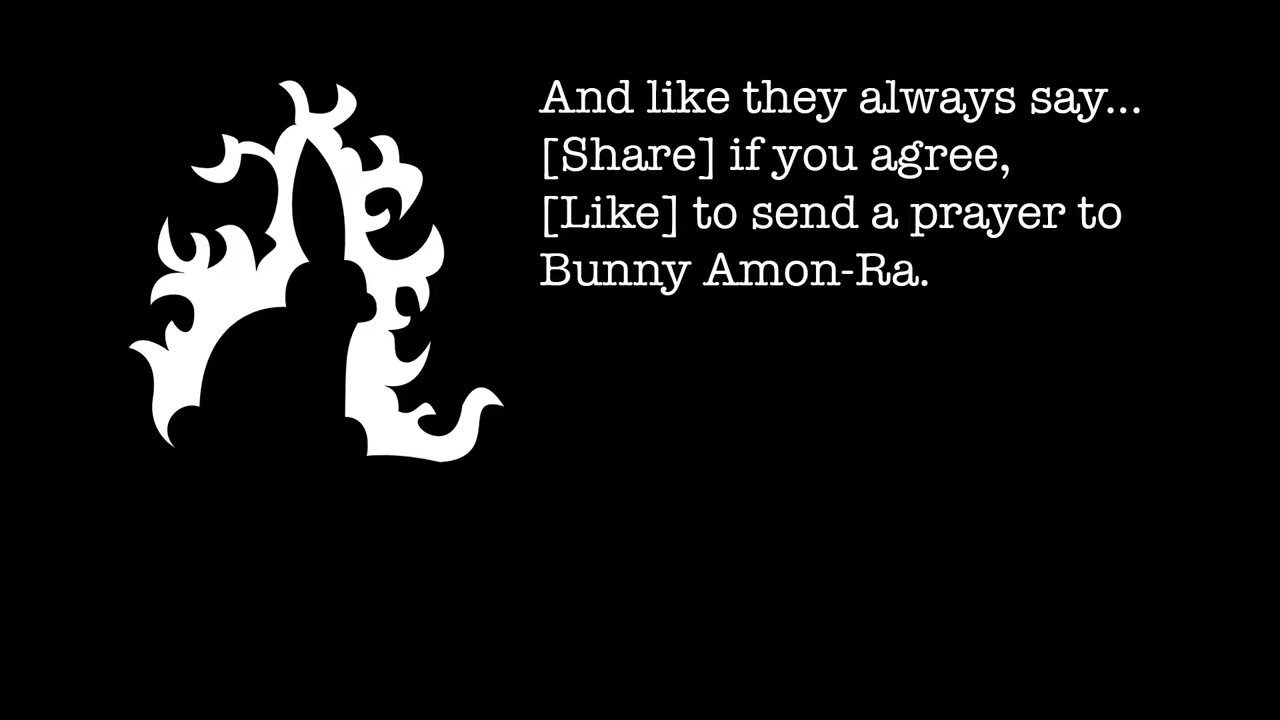 And like they always say...
[Share] if you agree,
[Like] to send a prayer to
Bunny Amon-Ra.